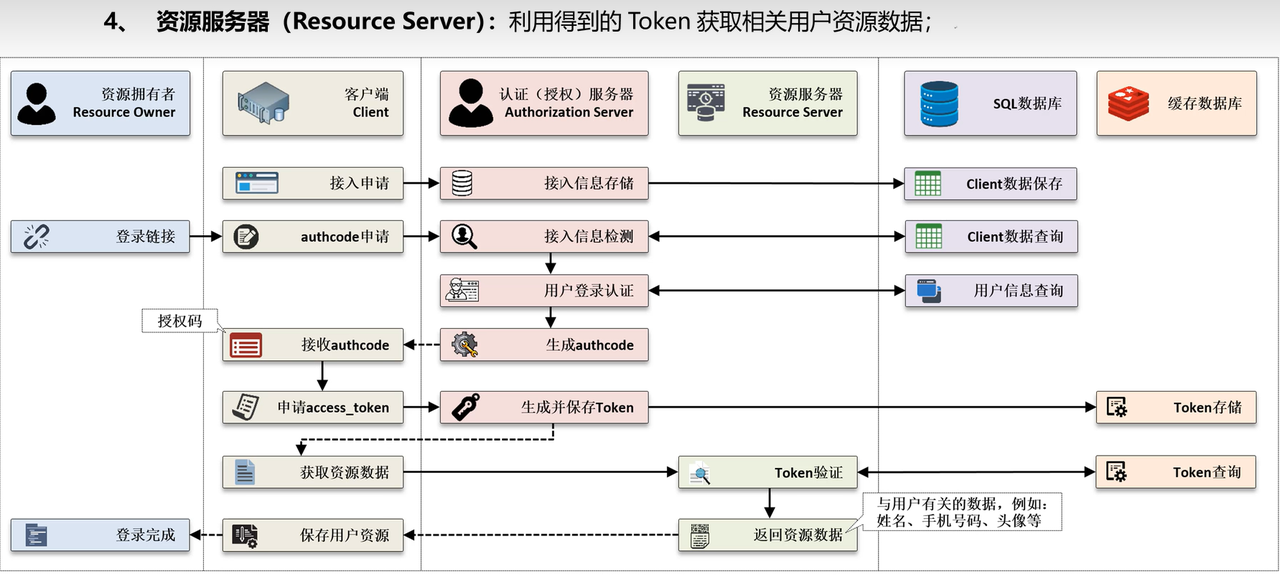 4、 资源服务器（Resource Server）：利用得到的 Token 获取相关用户资源数据；
资源拥有者
Resource Owner
客户端
Client
认证（授权）服务器
Authorization Server
资源服务器
Resource Server
SQL数据库
缓存数据库
接入申请
接入信息存储
Client数据保存
登录链接
authcode申请
接入信息检测
Client数据查询
用户登录认证
用户信息查询
授权码
接收authcode
生成authcode
申请access_token
生成并保存Token
Token存储
获取资源数据
Token验证
Token查询
与用户有关的数据，例如：
姓名、手机号码、头像等
登录完成
保存用户资源
返回资源数据